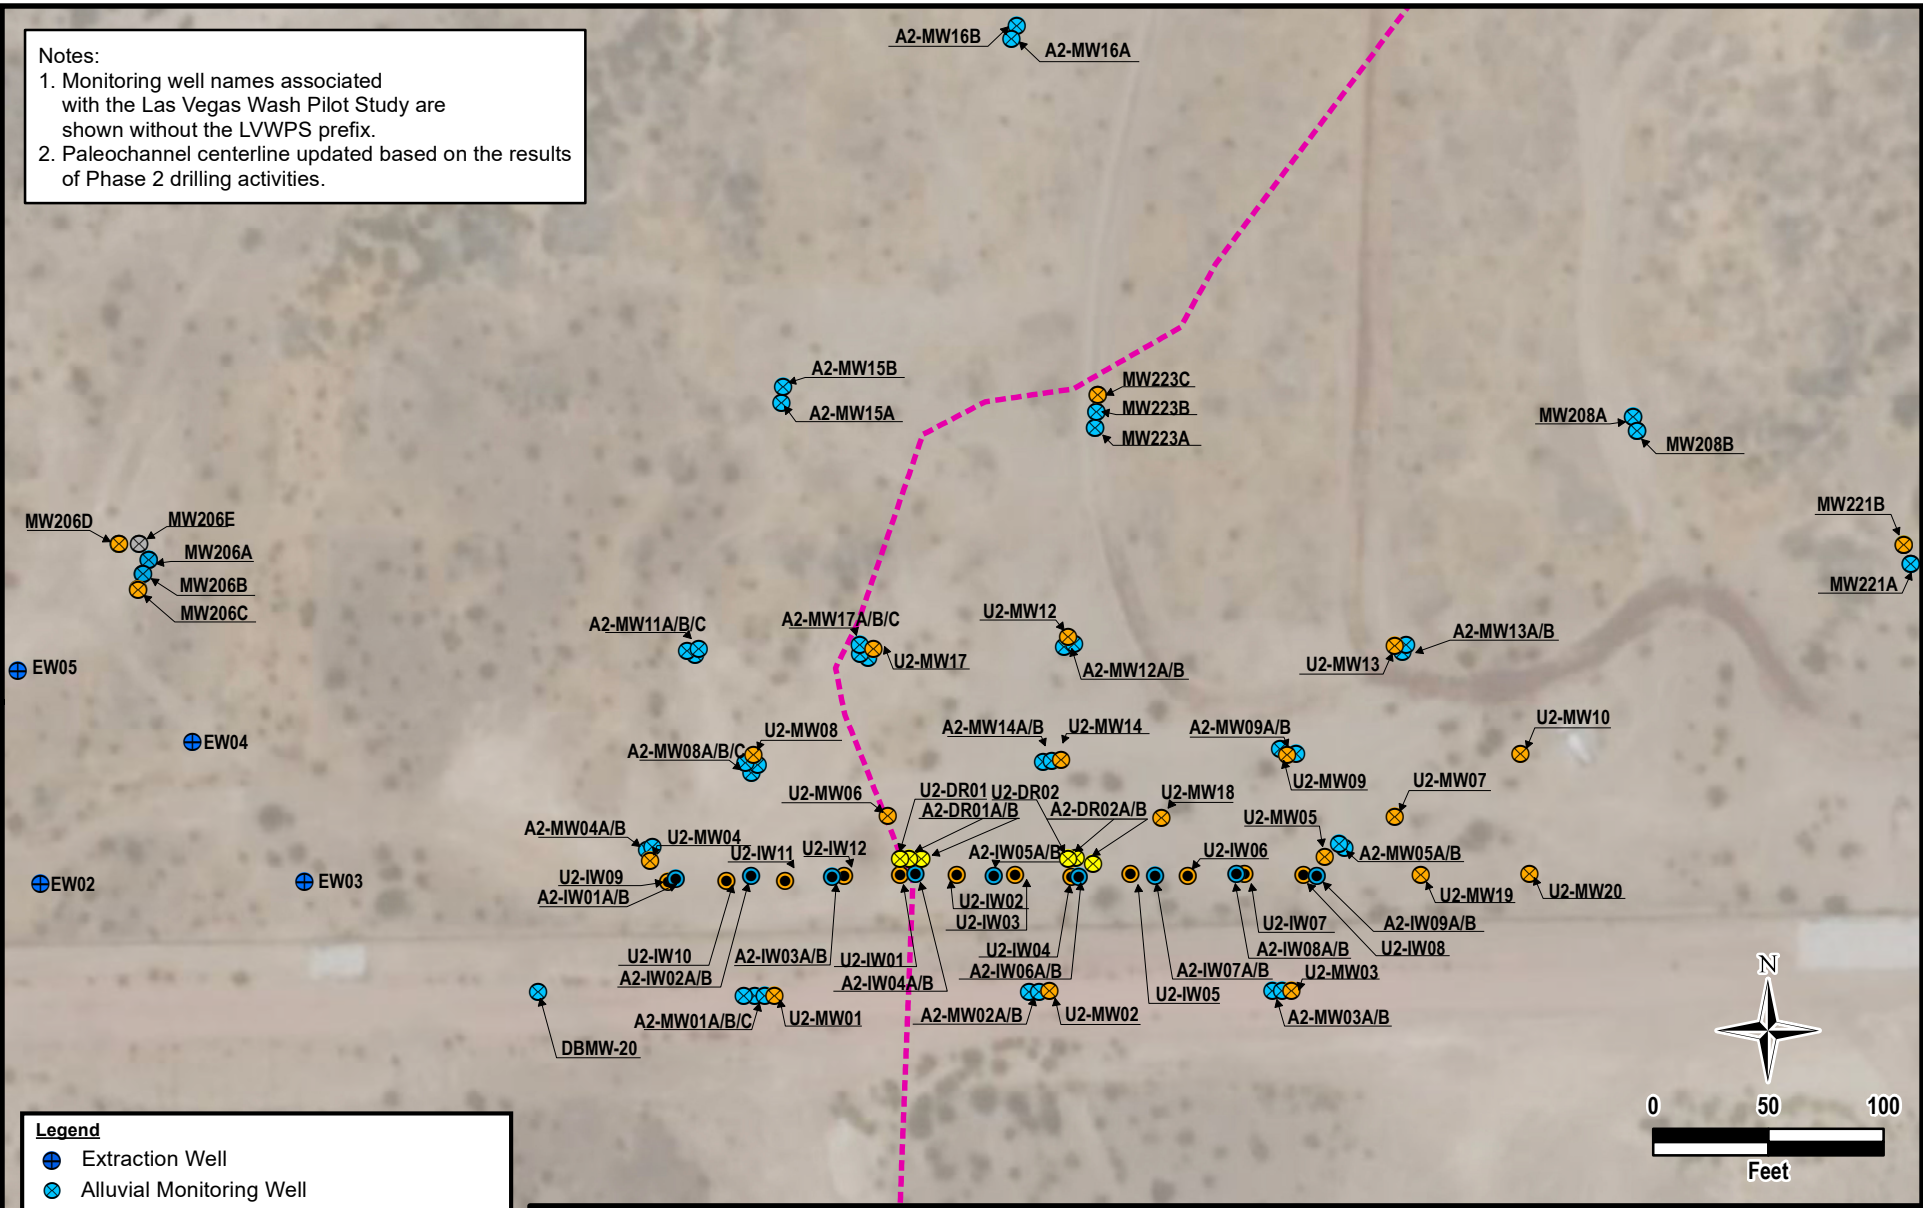 Notes:
1. Monitoring well names associated
with the Las Vegas Wash Pilot Study are
shown without the LVWPS prefix.
2. Paleochannel centerline updated based on the results
of Phase 2 drilling activities.
A2-MW16B
A2-MW16A
A2-MW15B
A2-MW15A
MW223C
MW223B
MW223A
MW208A
MW208B
MW221B
MW221A
MW206D
MW206E
MW206A
MW206B
MW206C
EW05
EW04
EW02
EW03
A2-MW11A/B/C
A2-MW17A/B/C
U2-MW17
U2-MW12
A2-MW12A/B
A2-MW13A/B
U2-MW13
U2-MW08
A2-MW08A/B/C
A2-MW14A/B
U2-MW14
A2-MW09A/B
U2-MW09
U2-MW10
U2-MW06
U2-DR01
U2-DR02
A2-DR01A/B
A2-DR02A/B
U2-MW18
U2-MW07
U2-MW05
A2-MW05A/B
A2-MW04A/B
U2-MW04
U2-IW11
U2-IW12
A2-IW05A/B
U2-IW06
U2-IW09
A2-IW01A/B
U2-IW02
U2-IW03
U2-MW19
U2-MW20
U2-IW07
A2-IW09A/B
U2-IW10
A2-IW02A/B
A2-IW03A/B
U2-IW01
A2-IW04A/B
U2-IW04
A2-IW06A/B
A2-IW08A/B
U2-IW08
A2-IW07A/B
U2-IW05
U2-MW03
A2-MW03A/B
A2-MW01A/B/C
U2-MW01
A2-MW02A/B
U2-MW02
DBMW-20
N
0 50 100
Feet
Legend
Extraction Well
Alluvial Monitoring Well